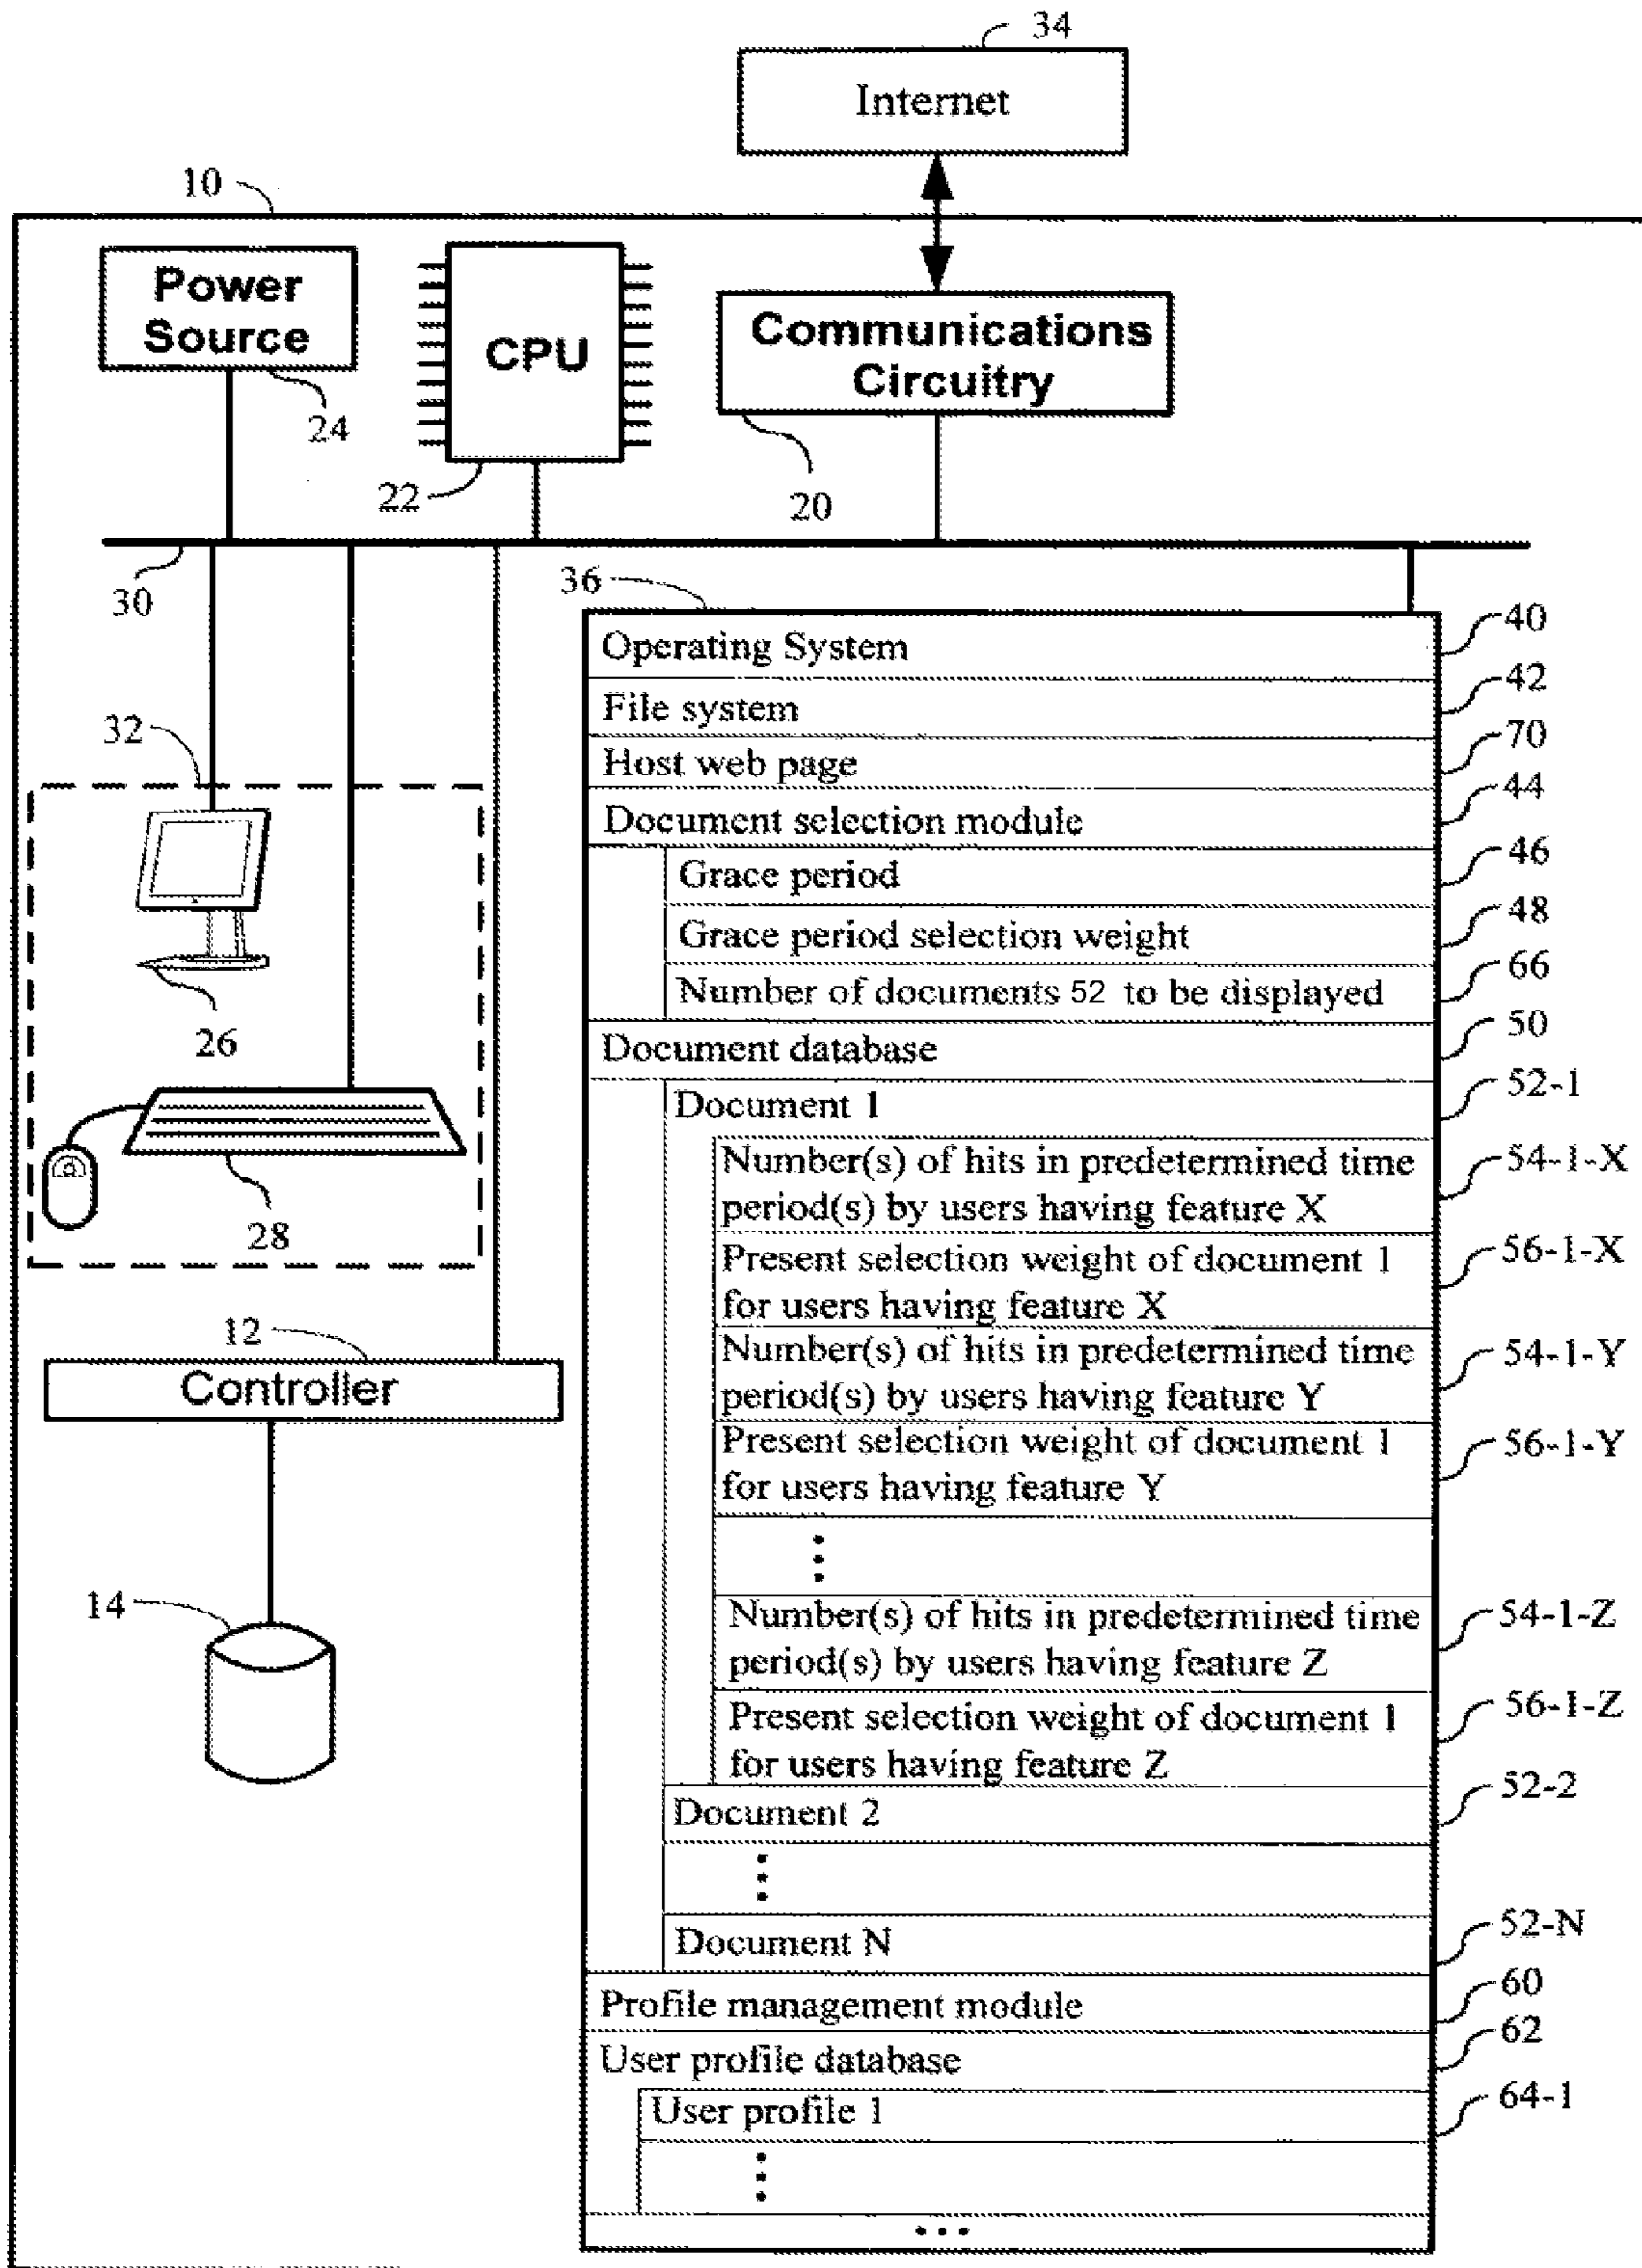 34
Internet
10
Power
Source
24
CPU
22
Communications
Circuitry
20
30
36
Operating System
40
File system
42
Host web page
70
Document selection module
44
Grace period
46
Grace period selection weight
48
Number of documents 52 to be displayed
66
Document database
50
Document 1
52-1
Number(s) of hits in predetermined time
period(s) by users having feature X
54-1-X
Present selection weight of document 1
for users having feature X
56-1-X
Number(s) of hits in predetermined time
period(s) by users having feature Y
54-1-Y
Present selection weight of document 1
for users having feature Y
56-1-Y
Number(s) of hits in predetermined time
period(s) by users having feature Z
54-1-Z
Present selection weight of document 1
for users having feature Z
56-1-Z
Document 2
52-2
Document N
52-N
Profile management module
60
User profile database
62
User profile 1
64-1
32
26
28
12
Controller
14